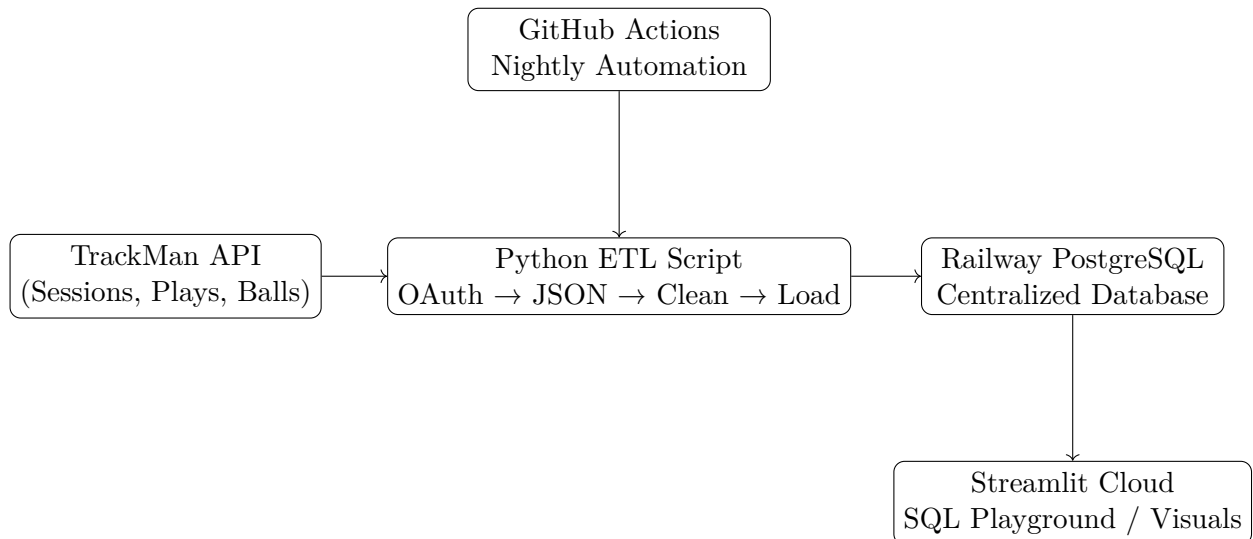 GitHub Actions
Nightly Automation
TrackMan API
(Sessions, Plays, Balls)
Python ETL Script
OAuth → JSON → Clean → Load
Railway PostgreSQL
Centralized Database
Streamlit Cloud
SQL Playground / Visuals